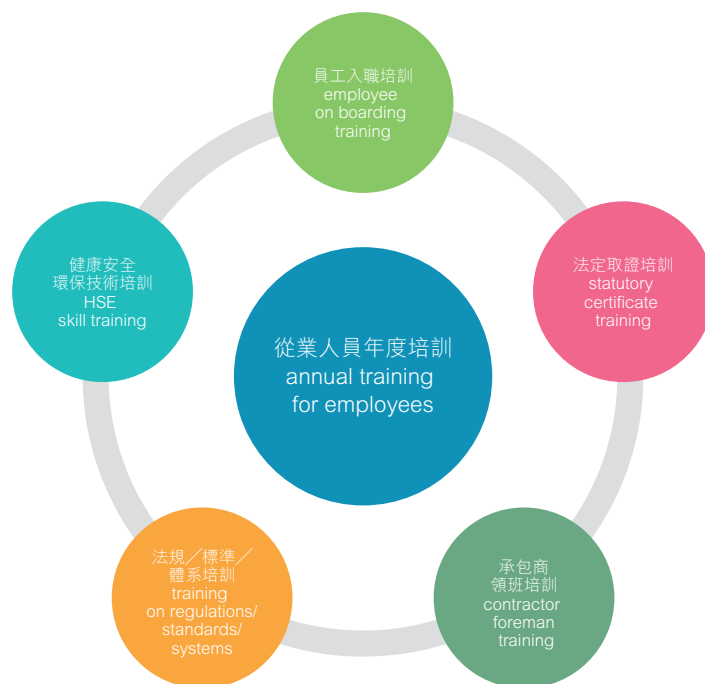 員工入職培訓
employee
on boarding
training
法定取證培訓
statutory
certificate
training
承包商
領班培訓
contractor
foreman
training
法規／標準／
體系培訓
training
on regulations/
standards/
systems
健康安全
環保技術培訓
HSE
skill training
從業人員年度培訓
annual training
for employees